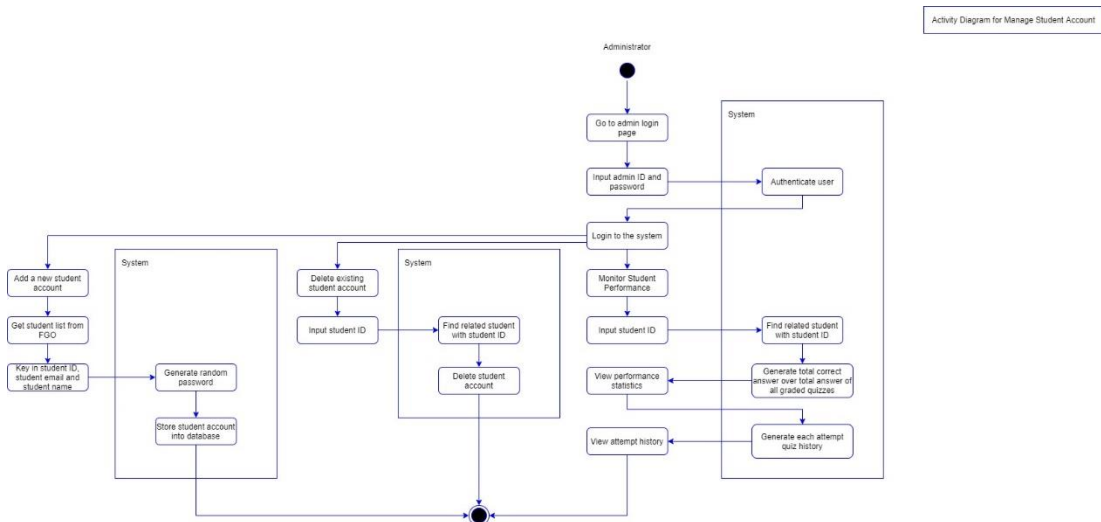 Activity Diagram for Manage Student Account
Administrator
Go to admin login
page
System
Input admin ID and
password
Authenticate user
Login to the system
System
System
Add a new student
account
Delete existing
student account
Monitor Student
Performance
Get student list from
FGO
Input student ID
Find related student
with student ID
Input student ID
Find related student
with student ID
Key in student ID,
student email and
student name
Generate random
password
Delete student
account
View performance
statistics
Generate total correct
answer over total answer of
all graded quizzes
Store student account
into database
View attempt history
Generate each attempt
quiz history